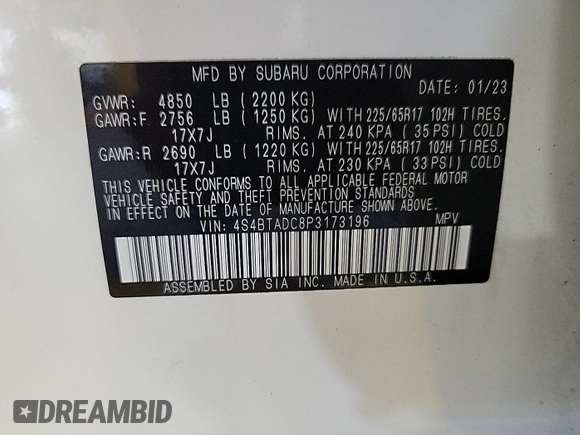 MFD BY SUBARU CORPORATION
DATE: 01/23
GVWR: 4850 LB (2200 KG)
GAWR:F 2756 LB (1250 KG) WITH 225/65R17 102H TIRES.
17X7J RIMS. AT 240 KPA (35 PSI) COLD
GAWR:R 2690 LB (1220 KG) WITH 225/65R17 102H TIRES.
17X7J RIMS. AT 230 KPA (33 PSI) COLD
THIS VEHICLE CONFORMS TO ALL APPLICABLE FEDERAL MOTOR
VEHICLE SAFETY AND THEFT PREVENTION STANDARDS
IN EFFECT ON THE DATE OF MANUFACTURE SHOWN ABOVE.
VIN: 4S4BTADC8P3173196 MPV
ASSEMBLED BY SIA INC. MADE IN U.S.A.
DREAMBID